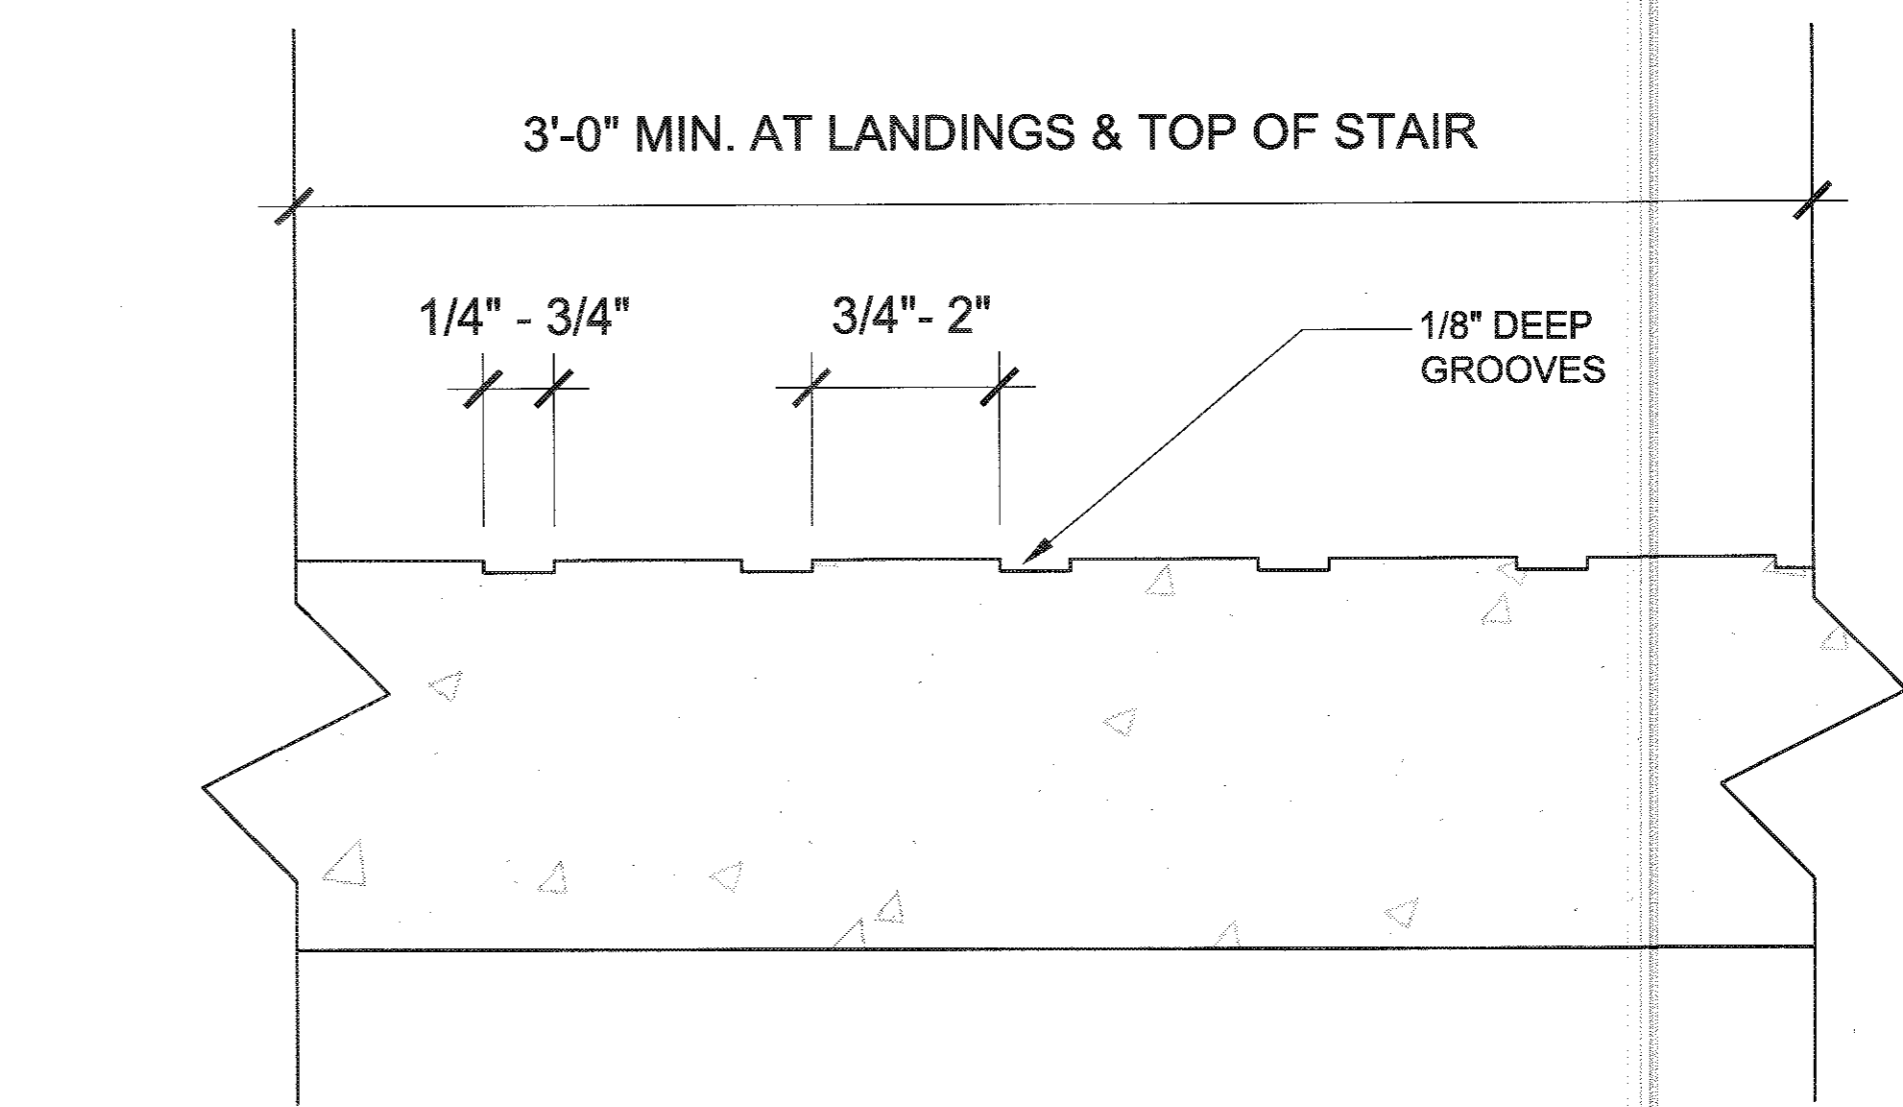 3'-0" MIN. AT LANDINGS & TOP OF STAIR
1/4" - 3/4"
3/4"- 2"
1/8" DEEP
GROOVES